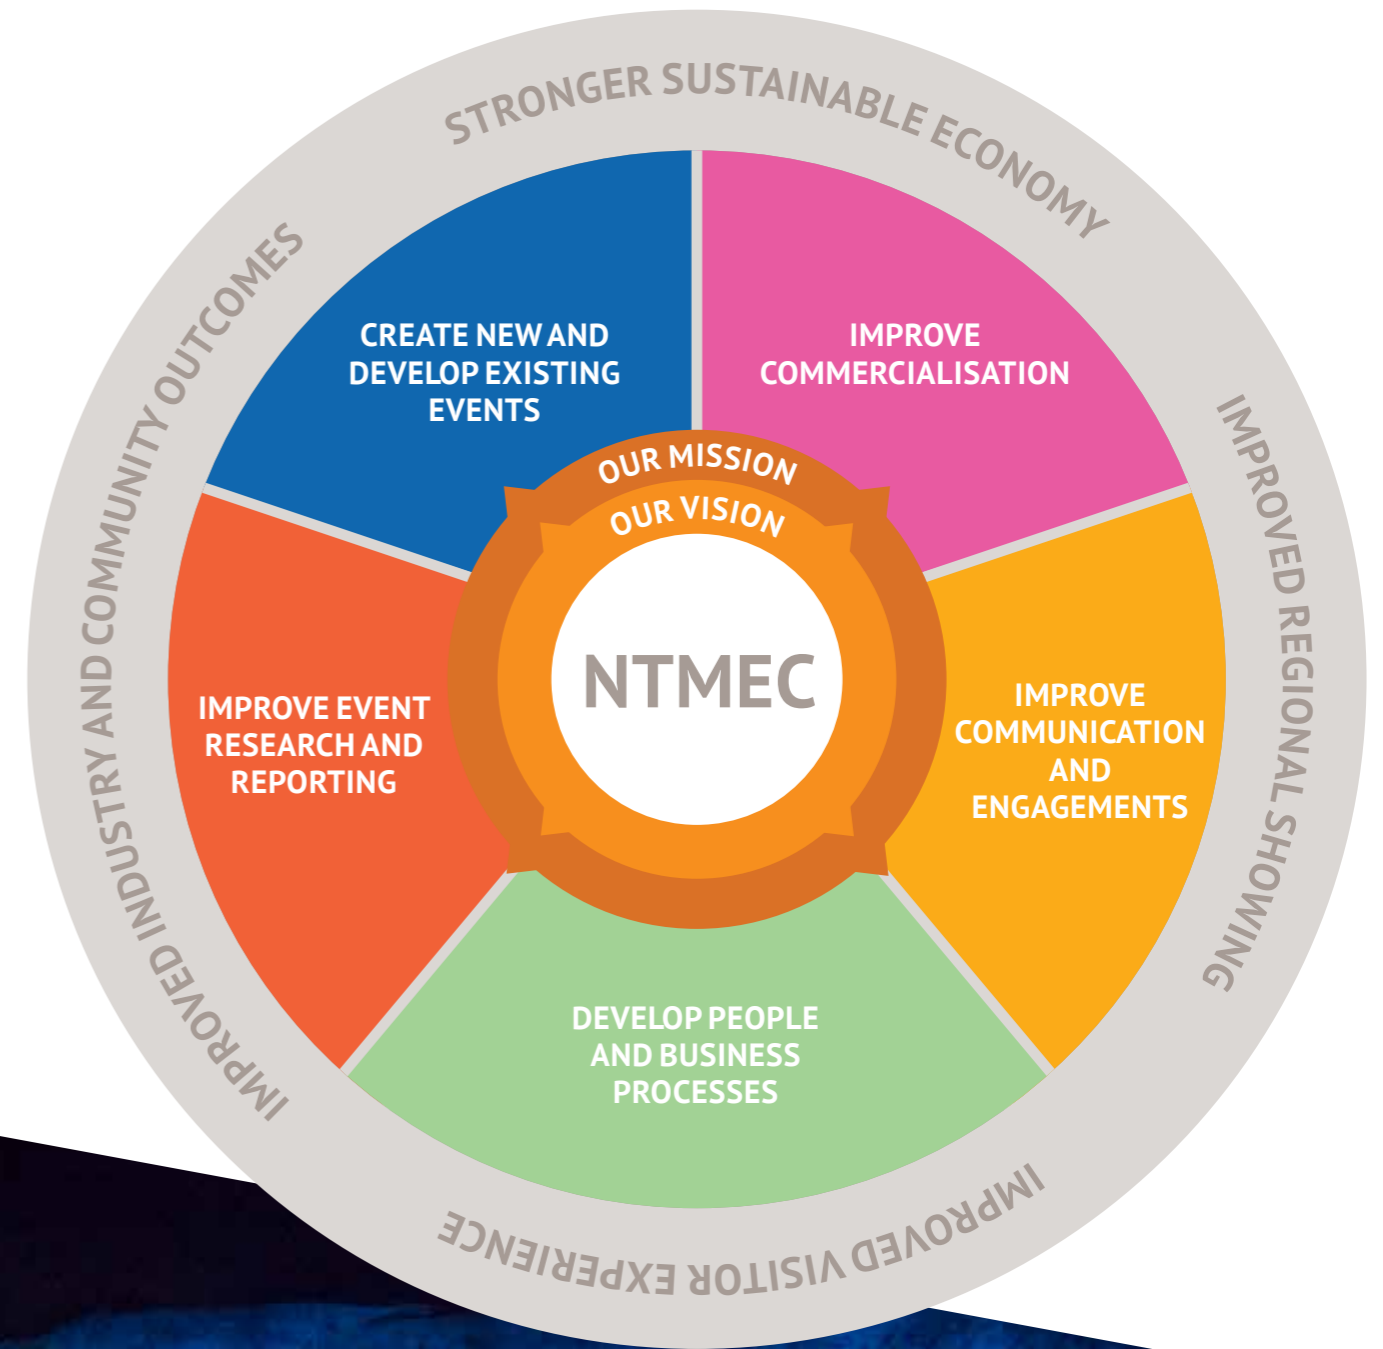 STRONGER SUSTAINABLE ECONOMY
IMPROVED REGIONAL SHOWING
IMPROVED VISITOR EXPERIENCE
IMPROVED INDUSTRY AND COMMUNITY OUTCOMES
CREATE NEW AND
DEVELOP EXISTING
EVENTS
IMPROVE
COMMERCIALISATION
IMPROVE
COMMUNICATION
AND
ENGAGEMENTS
DEVELOP PEOPLE
AND BUSINESS
PROCESSES
IMPROVE EVENT
RESEARCH AND
REPORTING
OUR MISSION
OUR VISION
NTMEC